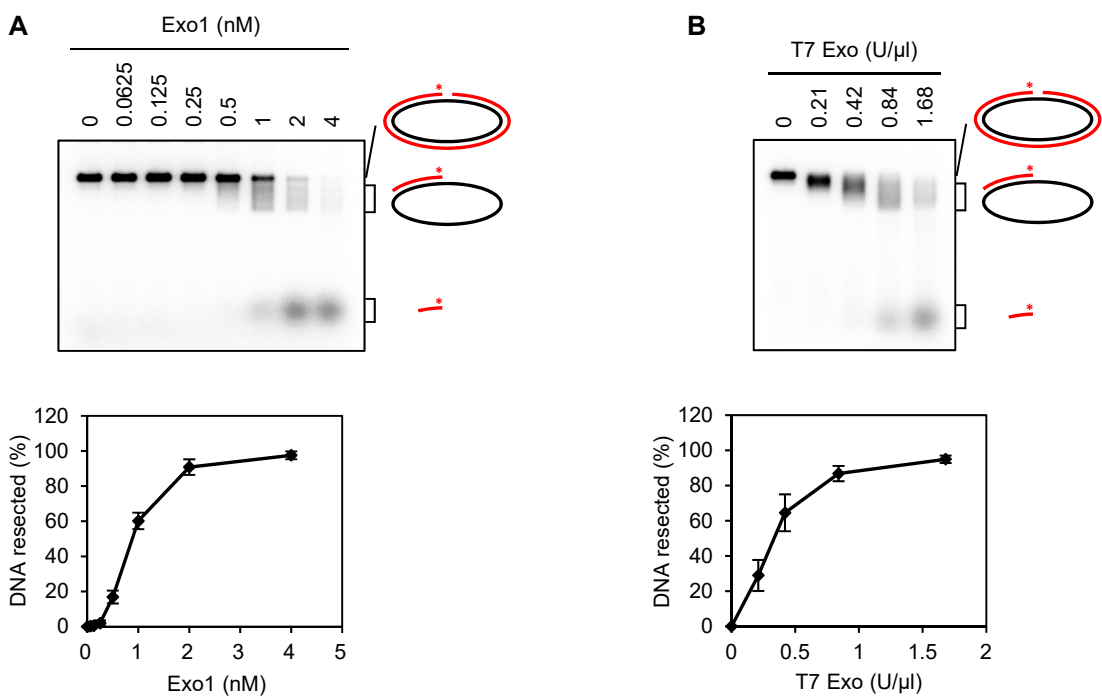 A
Exo1 (nM)
0 0.0625 0.125 0.25 0.5 1 2 4
*
*
*
120
100
80
60
40
20
0
DNA resected (%)
0 1 2 3 4 5
Exo1 (nM)
B
T7 Exo (U/µl)
0 0.21 0.42 0.84 1.68
*
*
*
120
100
80
60
40
20
0
DNA resected (%)
0 0.5 1 1.5 2
T7 Exo (U/µl)